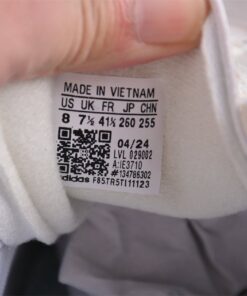 MADE IN VIETNAM
US UK FR JP CHN
8 7½ 41⅓ 260 255
04/24
LVL 029002
A:IE3710
#134786302
adidas F85TR5TI11123